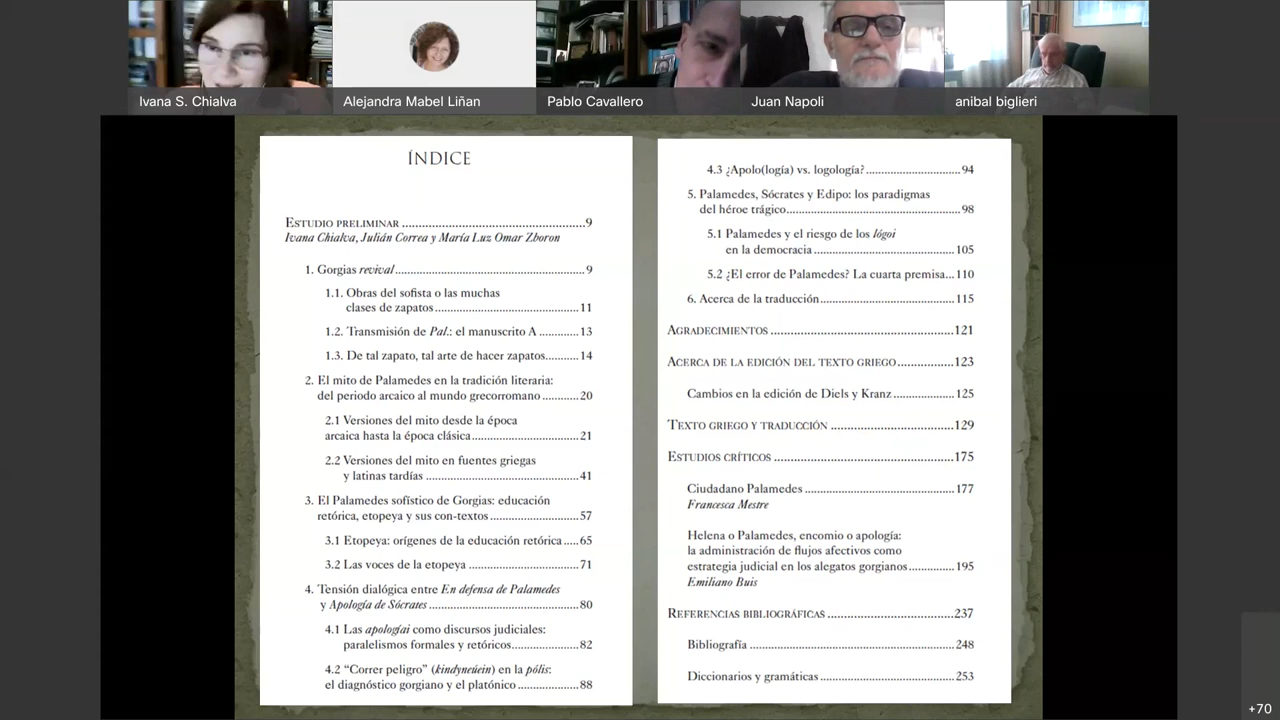 Ivana S. Chialva
Alejandra Mabel Liñan
Pablo Cavallero
Juan Napoli
anibal biglieri
ÍNDICE
ESTUDIO PRELIMINAR ..................................................9
Ivana Chialva, Julián Correa y María Luz Omar Zboron
1. Gorgias revival....................................................9
1.1. Obras del sofista o las muchas
clases de zapatos........................................11
1.2. Transmisión de Pal.: el manuscrito A ...........13
1.3. De tal zapato, tal arte de hacer zapatos.........14
2. El mito de Palamedes en la tradición literaria:
del periodo arcaico al mundo grecorromano ..........20
2.1 Versiones del mito desde la época
arcaica hasta la época clásica..............................21
2.2 Versiones del mito en fuentes griegas
y latinas tardías ..........................................41
3. El Palamedes sofístico de Gorgias: educación
retórica, etopeya y sus con-textos ........................57
3.1 Etopeya: orígenes de la educación retórica .....65
3.2 Las voces de la etopeya ..............................71
4. Tensión dialógica entre En defensa de Palamedes
y Apología de Sócrates ..........................................80
4.1 Las apologíai como discursos judiciales:
paralelismos formales y retóricos...................82
4.2 “Correr peligro” (kindyneúein) en la pólis:
el diagnóstico gorgiano y el platónico ................88
4.3 ¿Apolo(logía) vs. logología?..........................94
5. Palamedes, Sócrates y Edipo: los paradigmas
del héroe trágico................................................98
5.1 Palamedes y el riesgo de los lógoi
en la democracia ........................................105
5.2 ¿El error de Palamedes? La cuarta premisa...110
6. Acerca de la traducción.....................................115
AGRADECIMIENTOS ..................................................121
ACERCA DE LA EDICIÓN DEL TEXTO GRIEGO...............123
Cambios en la edición de Diels y Kranz ................125
TEXTO GRIEGO Y TRADUCCIÓN .................................129
ESTUDIOS CRÍTICOS ..................................................175
Ciudadano Palamedes .........................................177
Francesca Mestre
Helena o Palamedes, encomio o apología:
la administración de flujos afectivos como
estrategia judicial en los alegatos gorgianos............195
Emiliano Buis
REFERENCIAS BIBLIOGRÁFICAS ..................................237
Bibliografía ......................................................248
Diccionarios y gramáticas .....................................253
+70